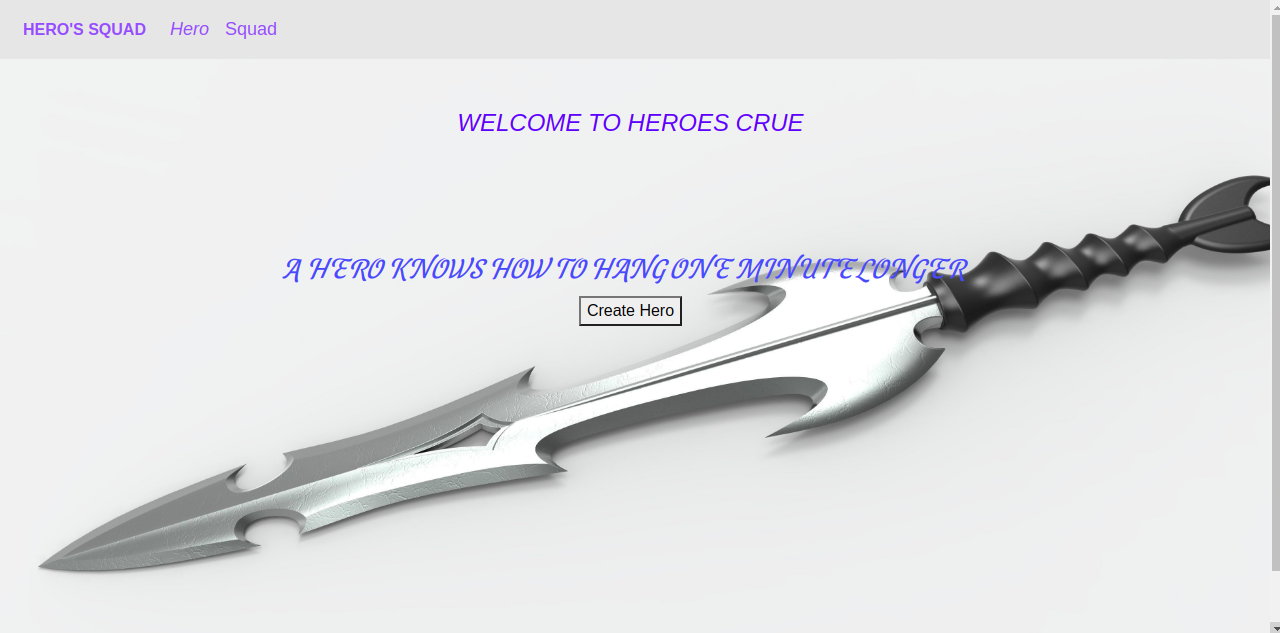 HERO'S SQUAD Hero Squad
WELCOME TO HEROES CRUE
A HERO KNOWS HOW TO HANG ONE MINUTE LONGER
Create Hero